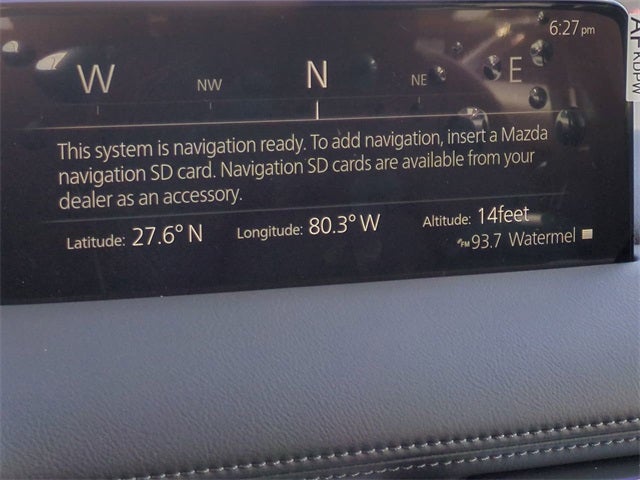 6:27pm
W NW N NE E
This system is navigation ready. To add navigation, insert a Mazda
navigation SD card. Navigation SD cards are available from your
dealer as an accessory.
Latitude: 27.6° N Longitude: 80.3° W Altitude: 14feet
FM 93.7 Watermel